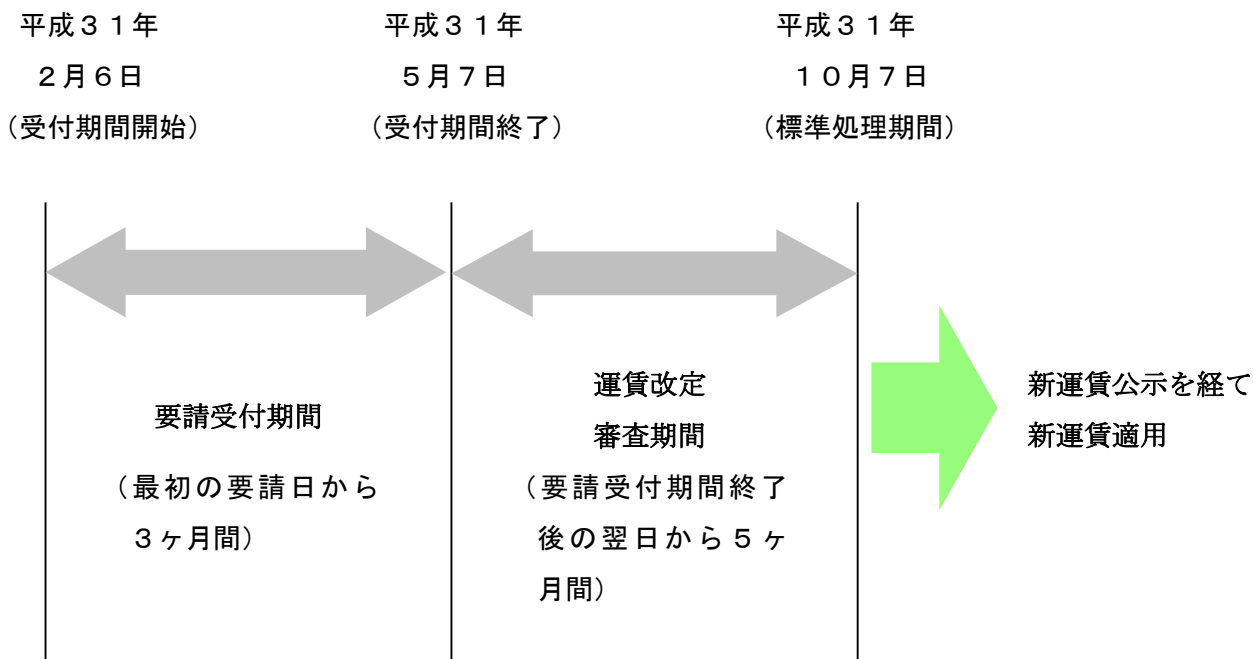 平成３１年
２月６日
（受付期間開始）
平成３１年
５月７日
（受付期間終了）
平成３１年
１０月７日
（標準処理期間）
要請受付期間
（最初の要請日から
３ヶ月間）
運賃改定
審査期間
（要請受付期間終了
後の翌日から５ヶ
月間）
新運賃公示を経て
新運賃適用